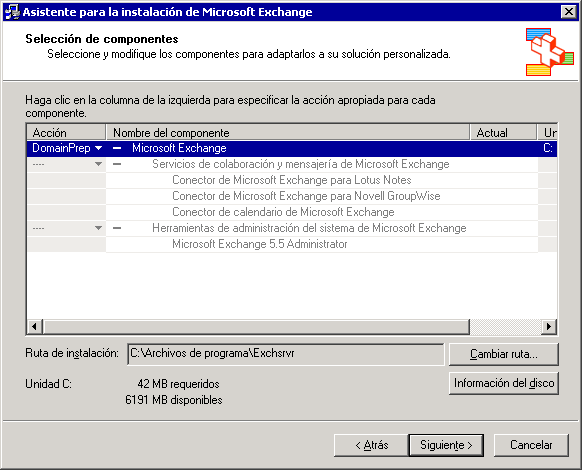 Asistente para la instalación de Microsoft Exchange
Selección de componentes
Seleccione y modifique los componentes para adaptarlos a su solución personalizada.
Haga clic en la columna de la izquierda para especificar la acción apropiada para cada
componente.
Acción Nombre del componente Actual Un
DomainPrep Microsoft Exchange C:
---- Servicios de colaboración y mensajería de Microsoft Exchange
Conector de Microsoft Exchange para Lotus Notes
Conector de Microsoft Exchange para Novell GroupWise
Conector de calendario de Microsoft Exchange
---- Herramientas de administración del sistema de Microsoft Exchange
Microsoft Exchange 5.5 Administrator
Ruta de instalación: C:\Archivos de programa\Exchsrvr Cambiar ruta...
Unidad C: 42 MB requeridos Información del disco
6191 MB disponibles
< Atrás Siguiente > Cancelar